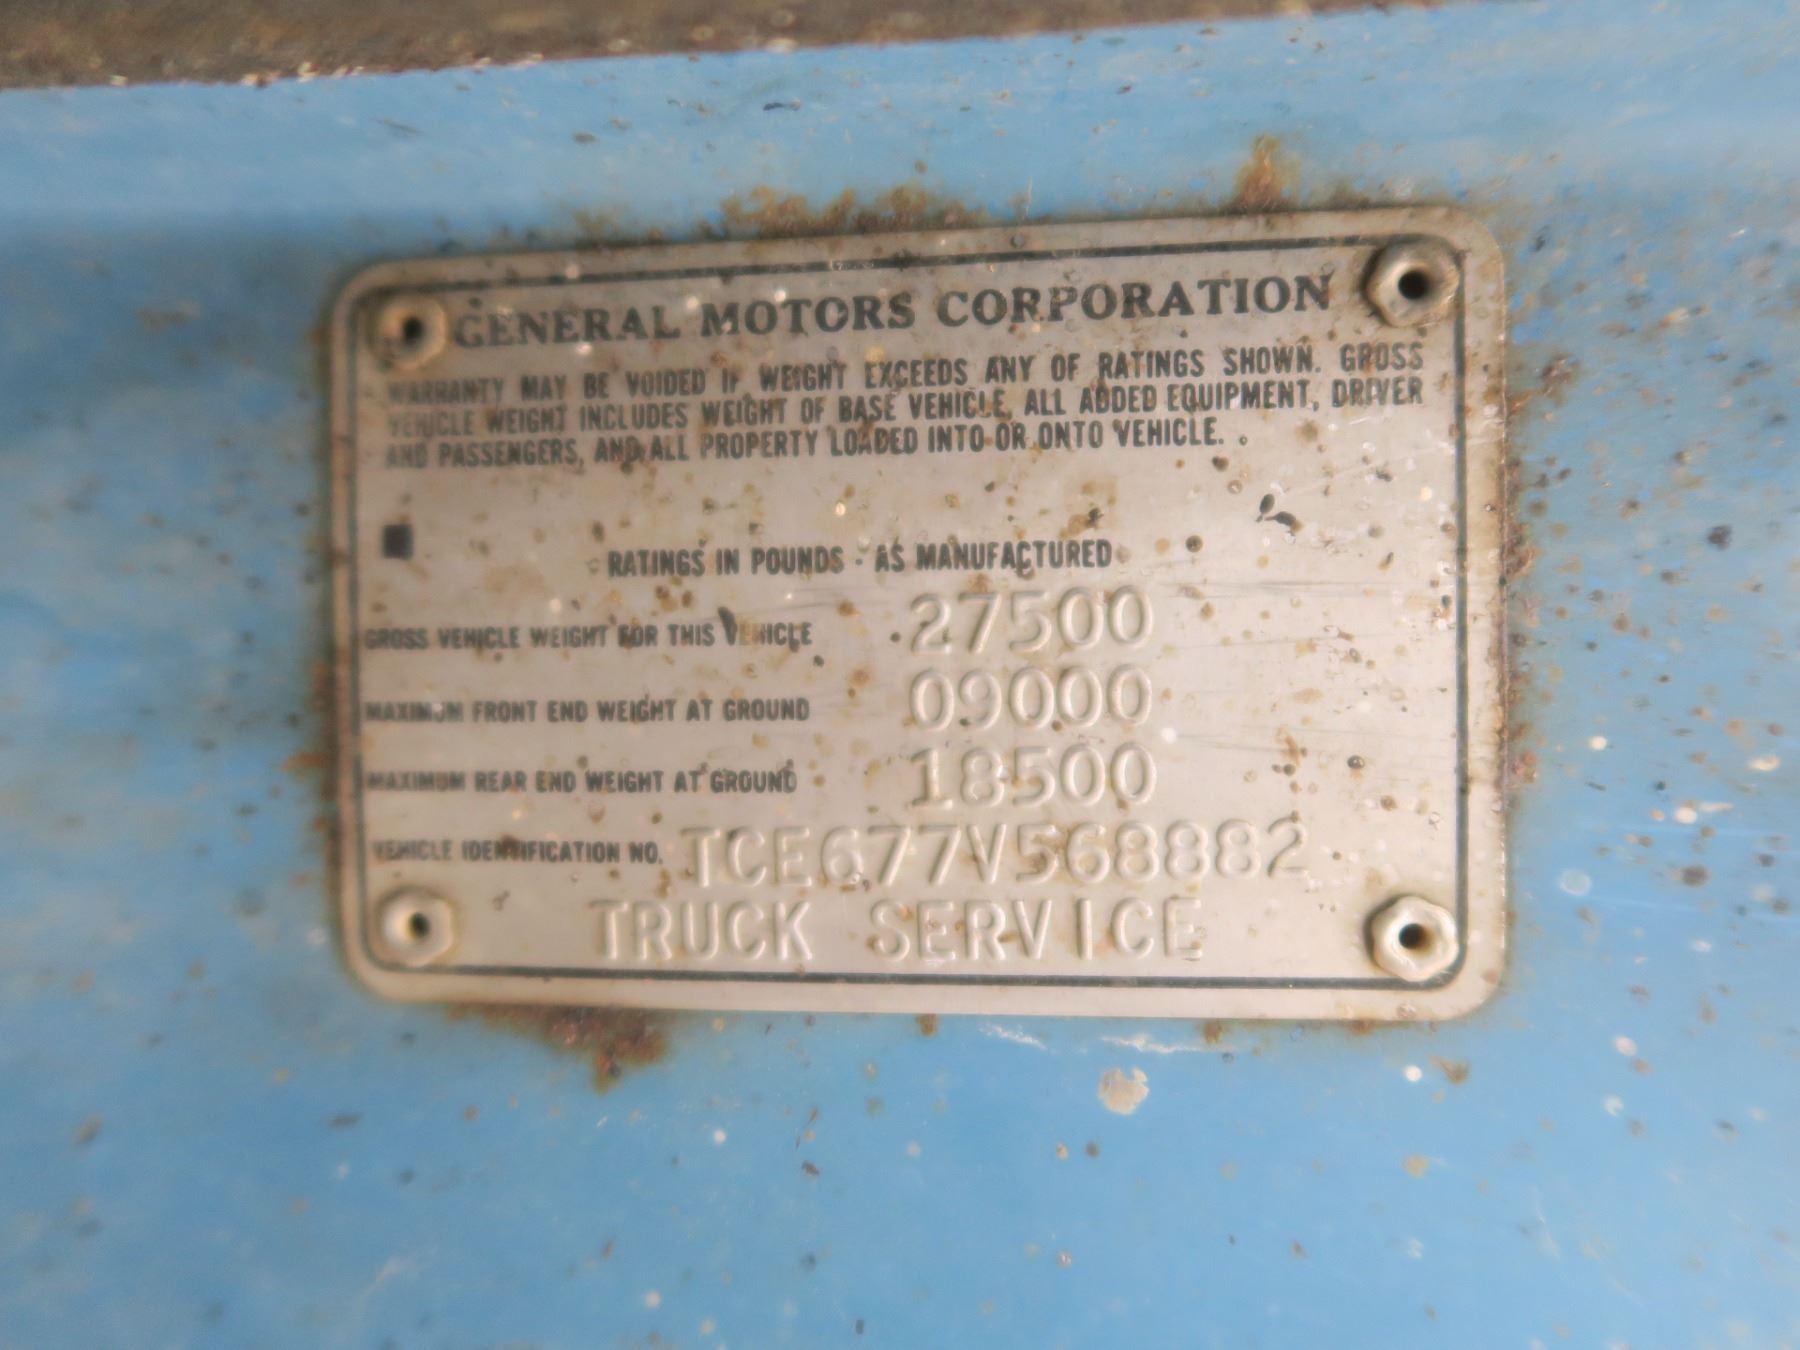 GENERAL MOTORS CORPORATION
WARRANTY MAY BE VOIDED IF WEIGHT EXCEEDS ANY OF RATINGS SHOWN. GROSS
VEHICLE WEIGHT INCLUDES WEIGHT OF BASE VEHICLE, ALL ADDED EQUIPMENT, DRIVER
AND PASSENGERS, AND ALL PROPERTY LOADED INTO OR ONTO VEHICLE.
RATINGS IN POUNDS - AS MANUFACTURED
GROSS VEHICLE WEIGHT FOR THIS VEHICLE 27500
MAXIMUM FRONT END WEIGHT AT GROUND 09000
MAXIMUM REAR END WEIGHT AT GROUND 18500
VEHICLE IDENTIFICATION NO. TCE677V568882
TRUCK SERVICE